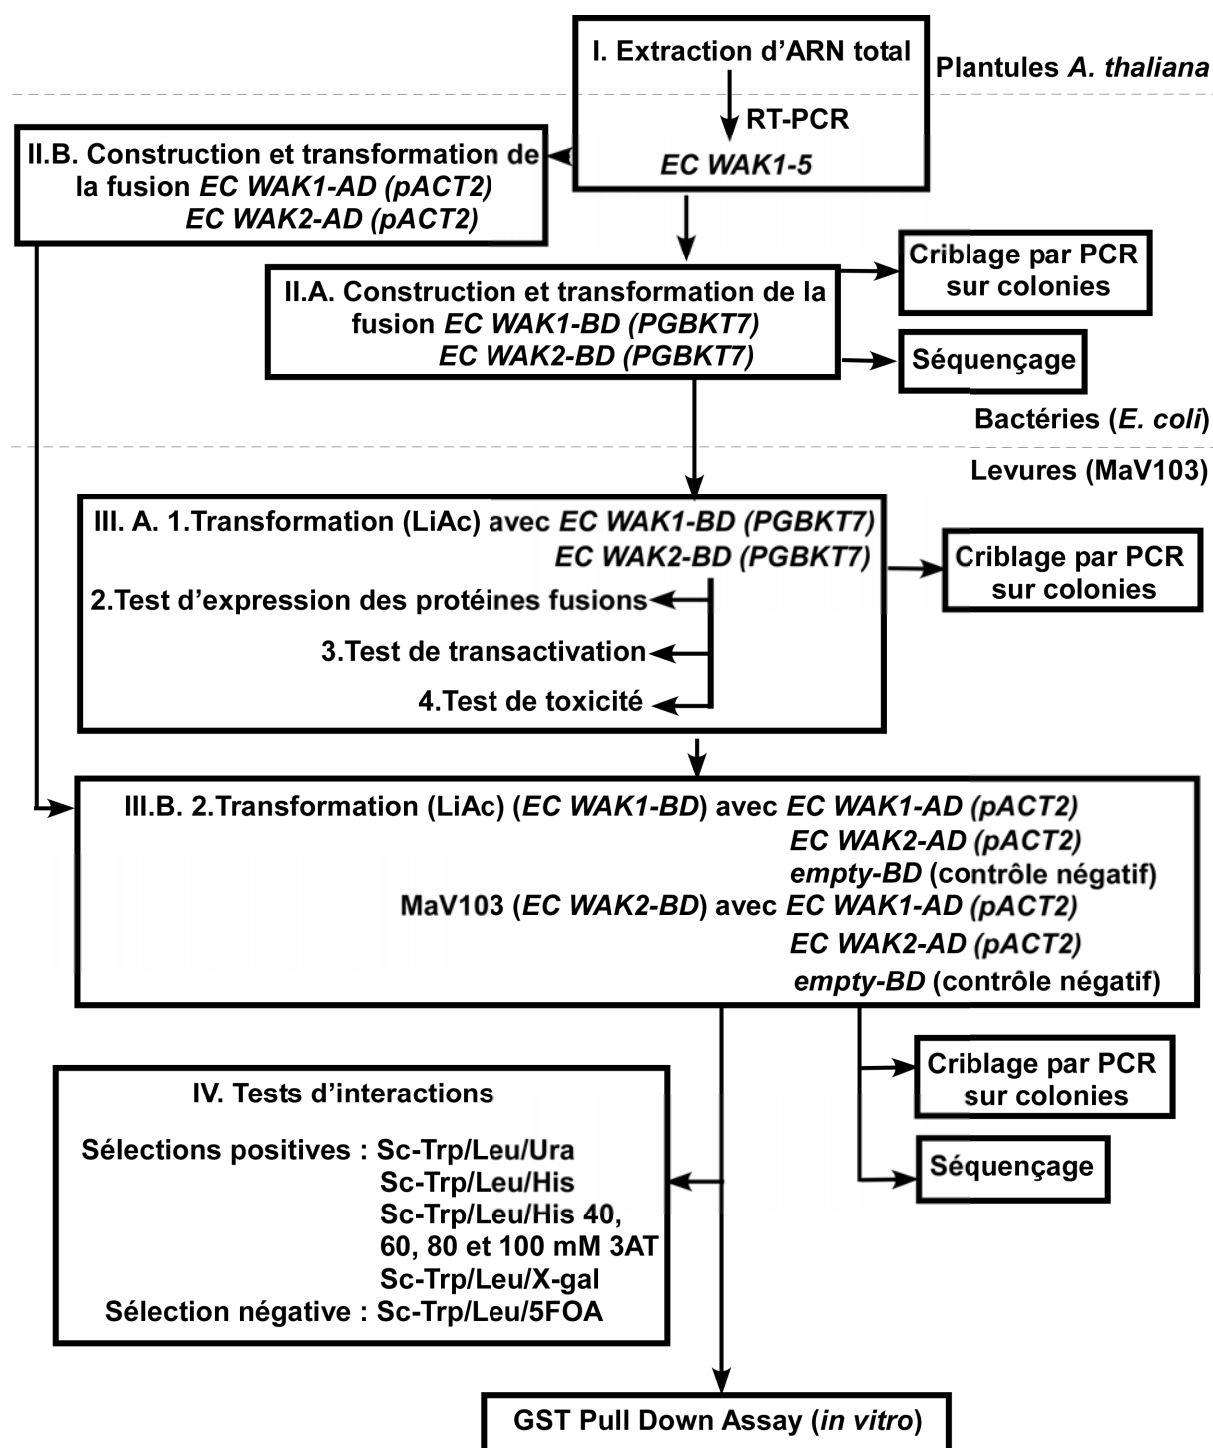 I. Extraction d’ARN total
Plantules A. thaliana
RT-PCR
EC WAK1-5
II.B. Construction et transformation de
la fusion EC WAK1-AD (pACT2)
EC WAK2-AD (pACT2)
Criblage par PCR
sur colonies
II.A. Construction et transformation de la
fusion EC WAK1-BD (PGBKT7)
EC WAK2-BD (PGBKT7)
Séquençage
Bactéries (E. coli)
Levures (MaV103)
III. A. 1.Transformation (LiAc) avec EC WAK1-BD (PGBKT7)
EC WAK2-BD (PGBKT7)
2.Test d’expression des protéines fusions
3.Test de transactivation
4.Test de toxicité
Criblage par PCR
sur colonies
III.B. 2.Transformation (LiAc) (EC WAK1-BD) avec EC WAK1-AD (pACT2)
EC WAK2-AD (pACT2)
empty-BD (contrôle négatif)
MaV103 (EC WAK2-BD) avec EC WAK1-AD (pACT2)
EC WAK2-AD (pACT2)
empty-BD (contrôle négatif)
Criblage par PCR
sur colonies
Séquençage
IV. Tests d’interactions
Sélections positives : Sc-Trp/Leu/Ura
Sc-Trp/Leu/His
Sc-Trp/Leu/His 40,
60, 80 et 100 mM 3AT
Sc-Trp/Leu/X-gal
Sélection négative : Sc-Trp/Leu/5FOA
GST Pull Down Assay (in vitro)